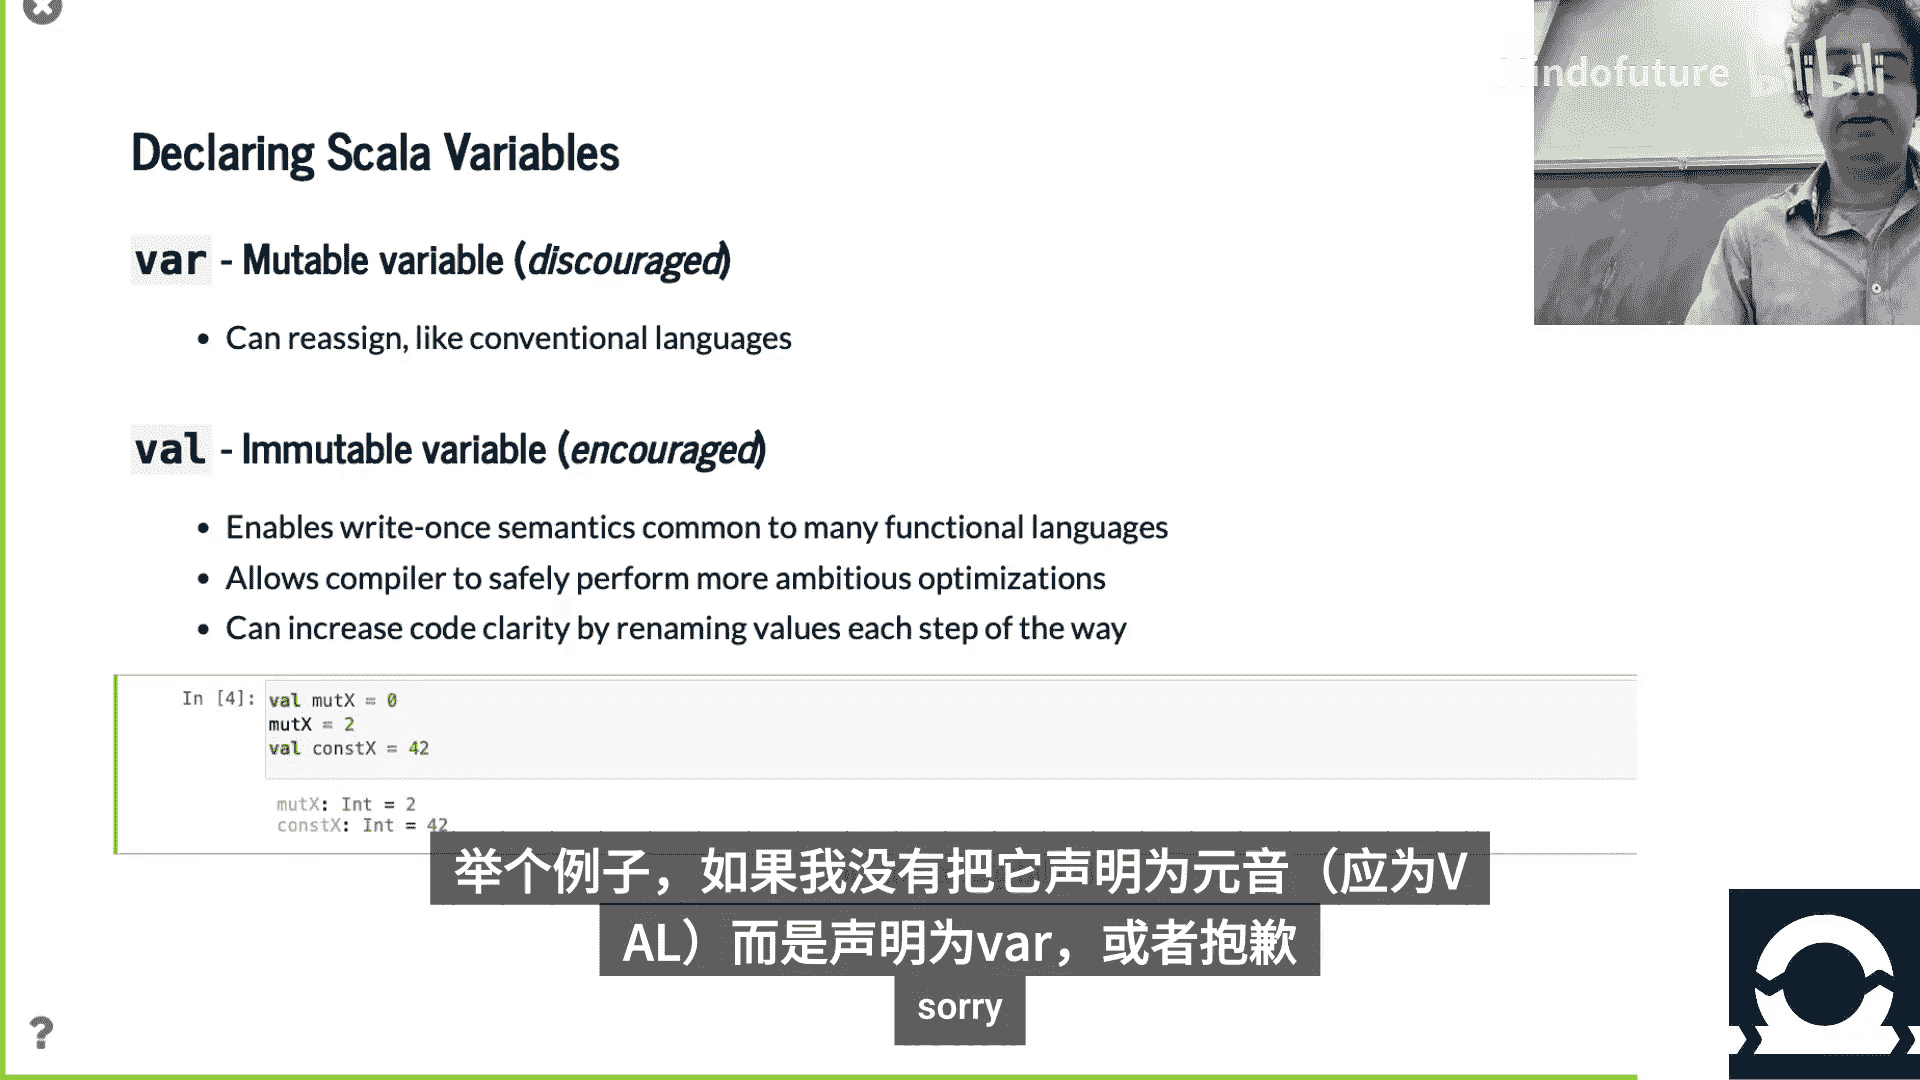 Declaring Scala Variables
indofuture bilibili
var - Mutable variable (discouraged)
• Can reassign, like conventional languages
val - Immutable variable (encouraged)
• Enables write-once semantics common to many functional languages
• Allows compiler to safely perform more ambitious optimizations
• Can increase code clarity by renaming values each step of the way
In [4]: val mutX = 0
mutX = 2
val constX = 42
mutX: Int = 2
constX: Int = 42
举个例子，如果我没有把它声明为元音（应为V
AL）而是声明为var，或者抱歉
sorry
?